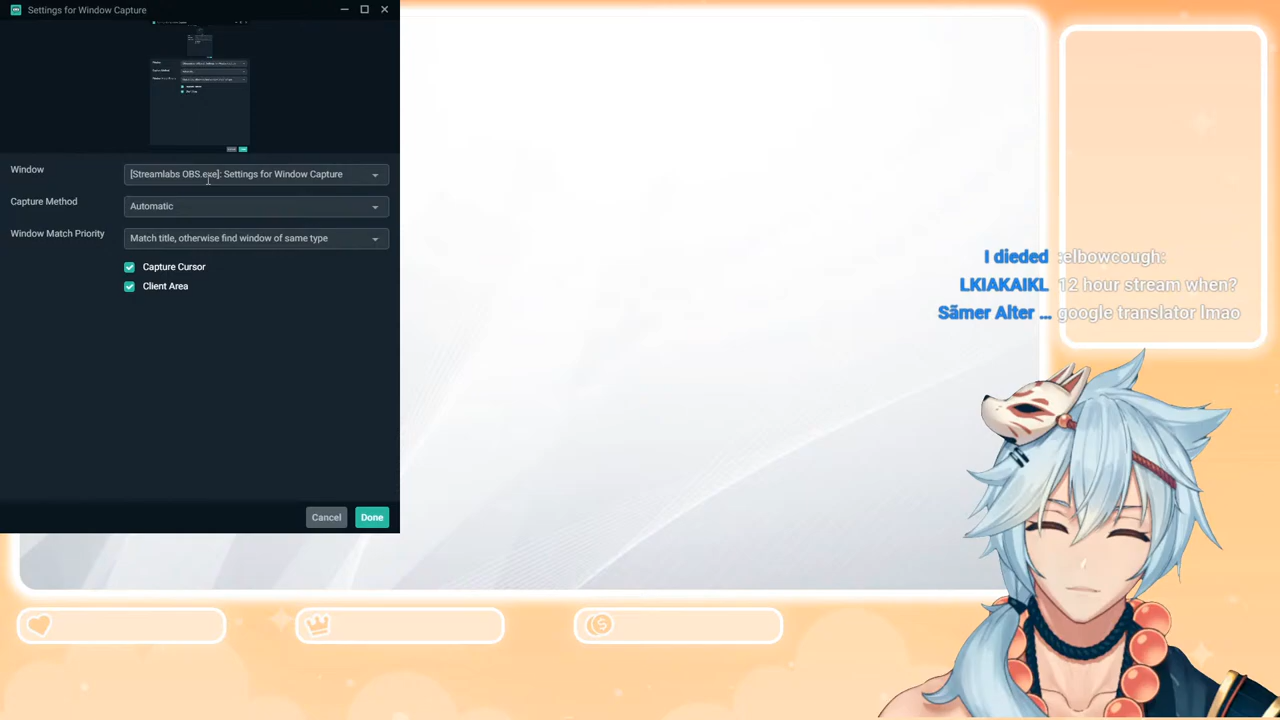 Settings for Window Capture
Window
[Streamlabs OBS.exe]: Settings for Window Capture
Capture Method
Automatic
Window Match Priority
Match title, otherwise find window of same type
Capture Cursor
Client Area
Cancel
Done
I dieded :elbowcough:
LKIAKAIKL 12 hour stream when?
Sãmer Alter ... google translator lmao